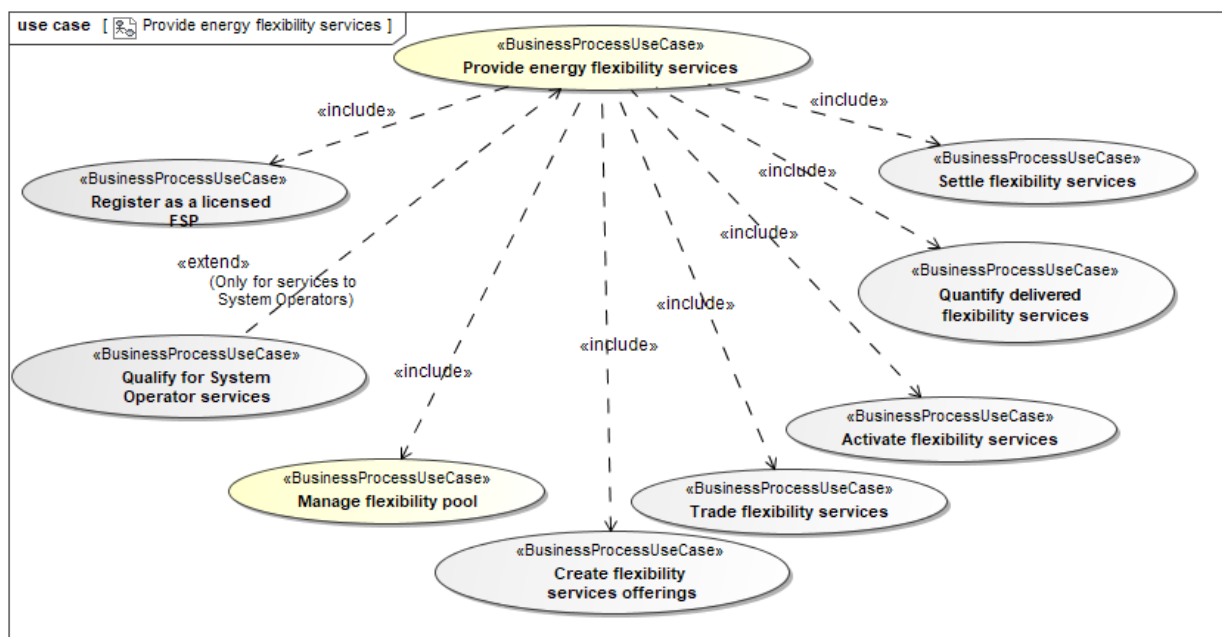 use case [ Provide energy flexibility services ]
«BusinessProcessUseCase»
Provide energy flexibility services
«include»
«include»
«BusinessProcessUseCase»
Settle flexibility services
«BusinessProcessUseCase»
Register as a licensed
FSP
«include»
«include»
«extend»
(Only for services to
System Operators)
«BusinessProcessUseCase»
Quantify delivered
flexibility services
«include»
«include»
«include»
«BusinessProcessUseCase»
Qualify for System
Operator services
«BusinessProcessUseCase»
Activate flexibility services
«BusinessProcessUseCase»
Manage flexibility pool
«BusinessProcessUseCase»
Trade flexibility services
«BusinessProcessUseCase»
Create flexibility
services offerings